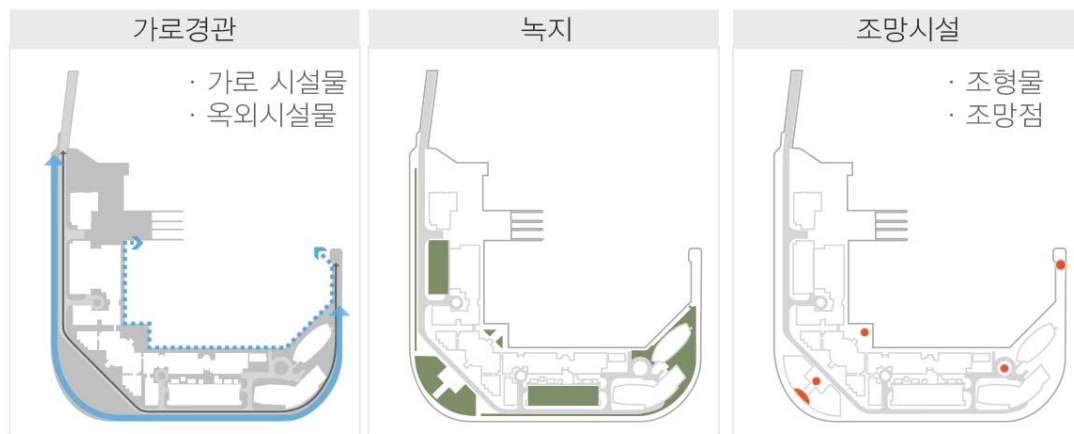 가로경관
· 가로 시설물
· 옥외시설물
녹지
조망시설
· 조형물
· 조망점